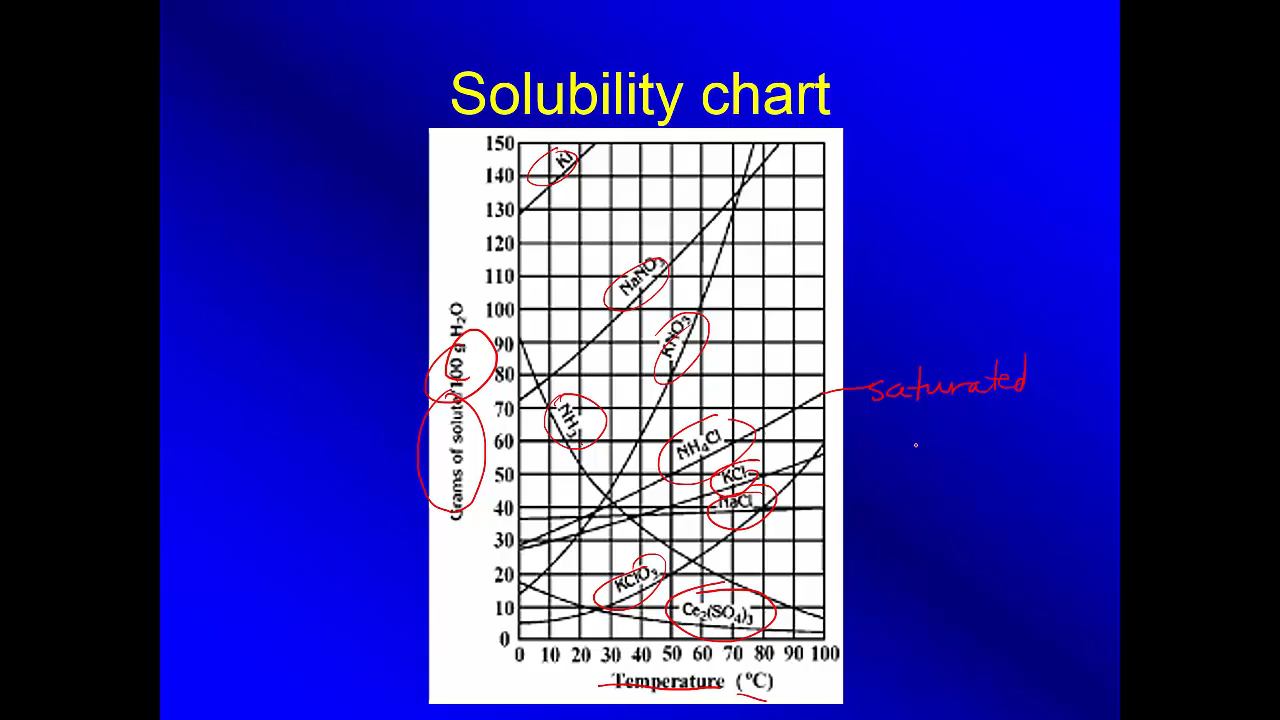 Solubility chart
150
140
130
120
110
100
90
80
70
60
50
40
30
20
10
0
Grams of solute/100 g H₂O
KI
NaNO₃
KNO₃
NH₃
NH₄Cl
KCl
NaCl
KClO₃
Ce₂(SO₄)₃
saturated
0 10 20 30 40 50 60 70 80 90 100
Temperature (°C)